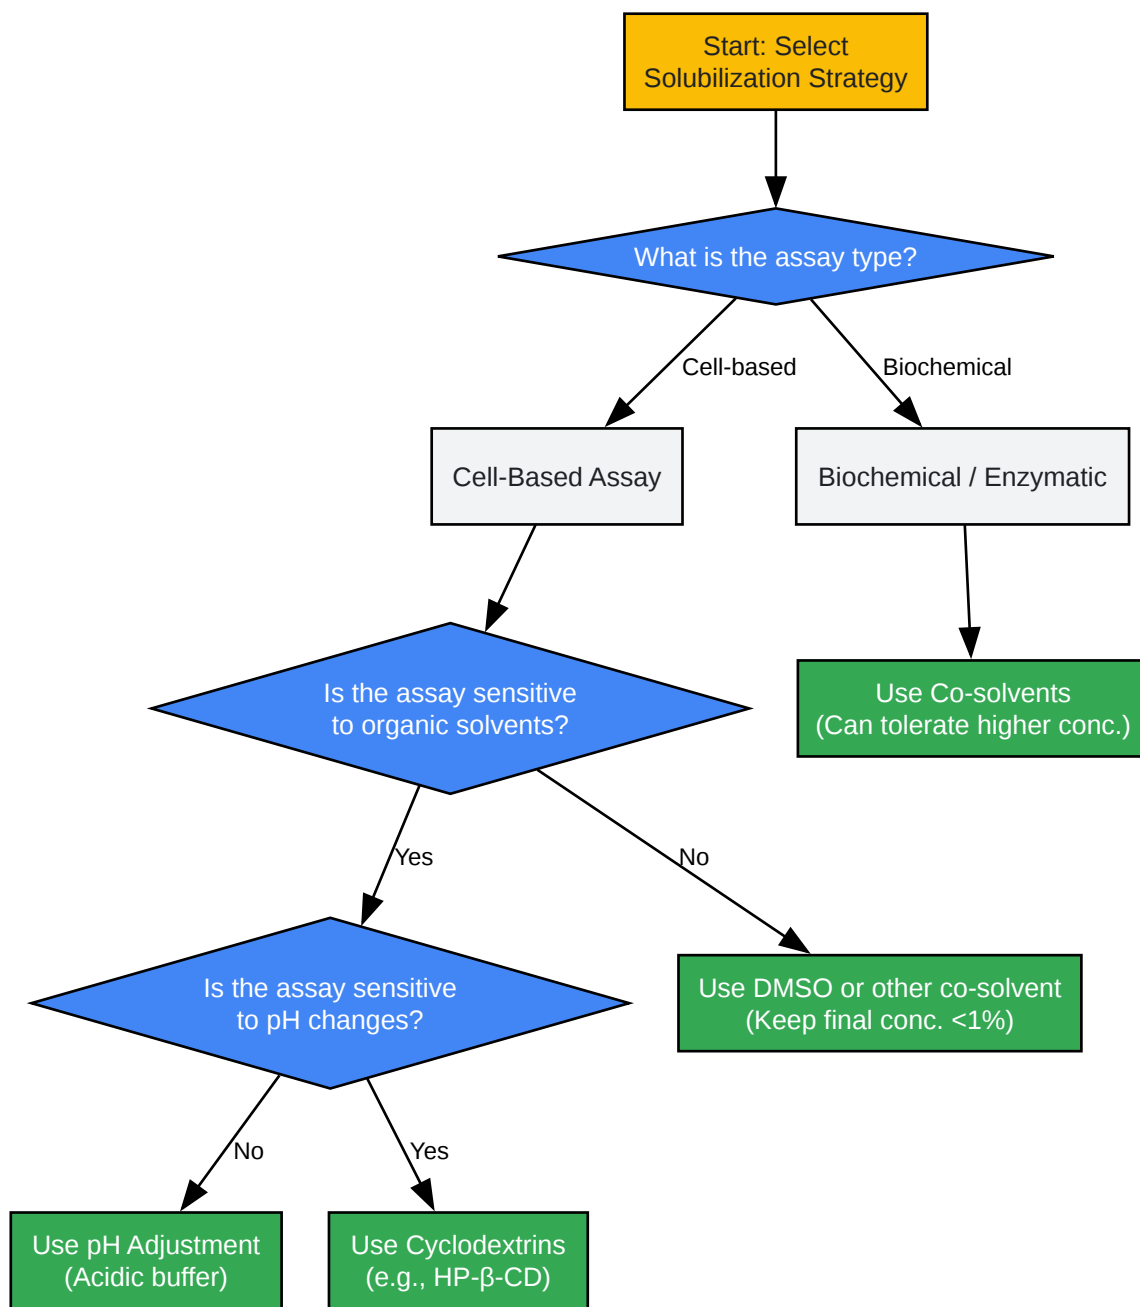 Start: Select
Solubilization Strategy
What is the assay type?
Cell-based
Biochemical
Cell-Based Assay
Biochemical / Enzymatic
Is the assay sensitive
to organic solvents?
Use Co-solvents
(Can tolerate higher conc.)
Yes
No
Is the assay sensitive
to pH changes?
Use DMSO or other co-solvent
(Keep final conc. <1%)
No
Yes
Use pH Adjustment
(Acidic buffer)
Use Cyclodextrins
(e.g., HP-β-CD)